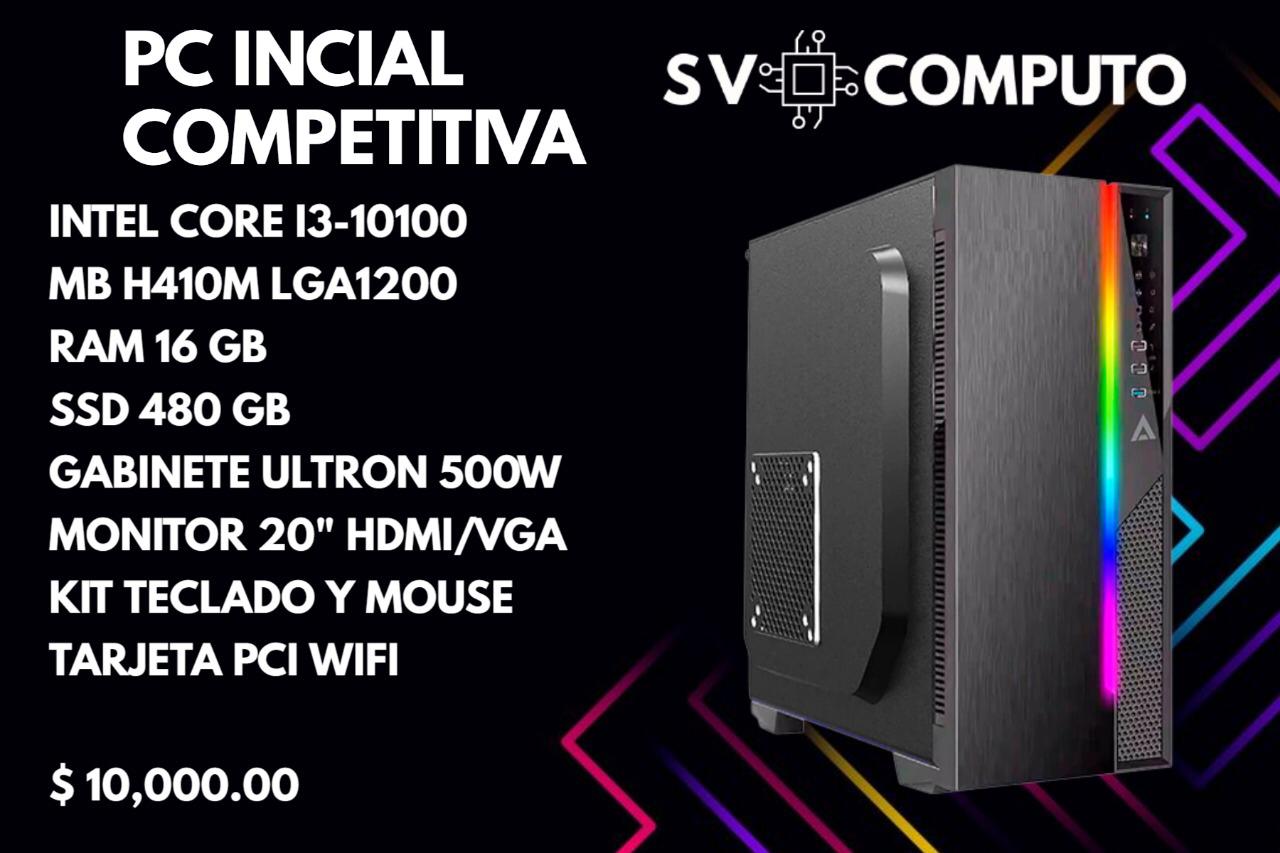 PC INCIAL
COMPETITIVA
SV COMPUTO
INTEL CORE I3-10100
MB H410M LGA1200
RAM 16 GB
SSD 480 GB
GABINETE ULTRON 500W
MONITOR 20" HDMI/VGA
KIT TECLADO Y MOUSE
TARJETA PCI WIFI
$ 10,000.00